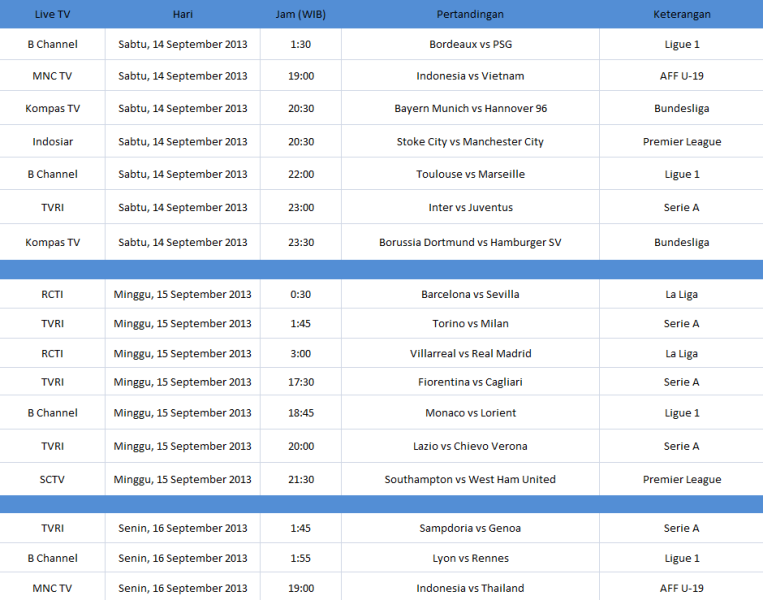 Live TV Hari Jam (WIB) Pertandingan Keterangan
B Channel Sabtu, 14 September 2013 1:30 Bordeaux vs PSG Ligue 1
MNC TV Sabtu, 14 September 2013 19:00 Indonesia vs Vietnam AFF U-19
Kompas TV Sabtu, 14 September 2013 20:30 Bayern Munich vs Hannover 96 Bundesliga
Indosiar Sabtu, 14 September 2013 20:30 Stoke City vs Manchester City Premier League
B Channel Sabtu, 14 September 2013 22:00 Toulouse vs Marseille Ligue 1
TVRI Sabtu, 14 September 2013 23:00 Inter vs Juventus Serie A
Kompas TV Sabtu, 14 September 2013 23:30 Borussia Dortmund vs Hamburger SV Bundesliga
RCTI Minggu, 15 September 2013 0:30 Barcelona vs Sevilla La Liga
TVRI Minggu, 15 September 2013 1:45 Torino vs Milan Serie A
RCTI Minggu, 15 September 2013 3:00 Villarreal vs Real Madrid La Liga
TVRI Minggu, 15 September 2013 17:30 Fiorentina vs Cagliari Serie A
B Channel Minggu, 15 September 2013 18:45 Monaco vs Lorient Ligue 1
TVRI Minggu, 15 September 2013 20:00 Lazio vs Chievo Verona Serie A
SCTV Minggu, 15 September 2013 21:30 Southampton vs West Ham United Premier League
TVRI Senin, 16 September 2013 1:45 Sampdoria vs Genoa Serie A
B Channel Senin, 16 September 2013 1:55 Lyon vs Rennes Ligue 1
MNC TV Senin, 16 September 2013 19:00 Indonesia vs Thailand AFF U-19